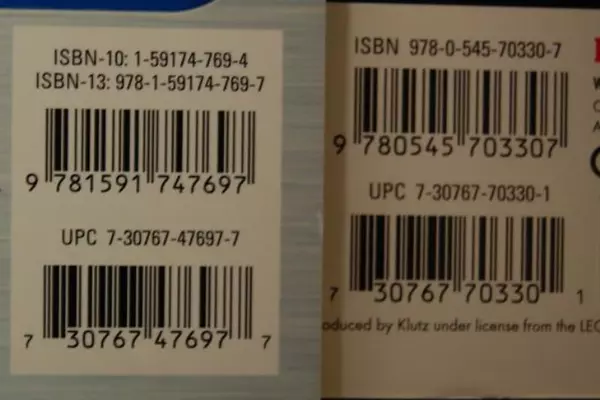 ISBN-10: 1-59174-769-4
ISBN-13: 978-1-59174-769-7
9 781591 747697
UPC 7-30767-47697-7
7 30767 47697 7
ISBN 978-0-545-70330-7
9 780545 703307
UPC 7-30767-70330-1
7 30767 70330 1
oduced by Klutz under license from the LEG